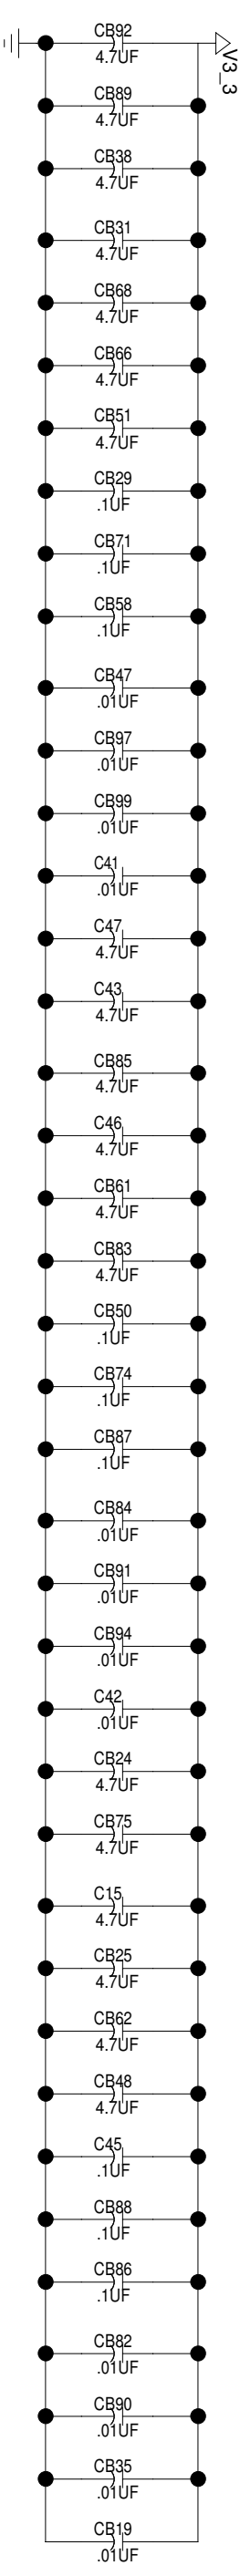 V3_3
CB92
4.7UF
CB89
4.7UF
CB38
4.7UF
CB31
4.7UF
CB68
4.7UF
CB66
4.7UF
CB51
4.7UF
CB29
.1UF
CB71
.1UF
CB58
.1UF
CB47
.01UF
CB97
.01UF
CB99
.01UF
C41
.01UF
C47
4.7UF
C43
4.7UF
CB85
4.7UF
C46
4.7UF
CB61
4.7UF
CB83
4.7UF
CB50
.1UF
CB74
.1UF
CB87
.1UF
CB84
.01UF
CB91
.01UF
CB94
.01UF
C42
.01UF
CB24
4.7UF
CB75
4.7UF
C15
4.7UF
CB25
4.7UF
CB62
4.7UF
CB48
4.7UF
C45
.1UF
CB88
.1UF
CB86
.1UF
CB82
.01UF
CB90
.01UF
CB35
.01UF
CB19
.01UF